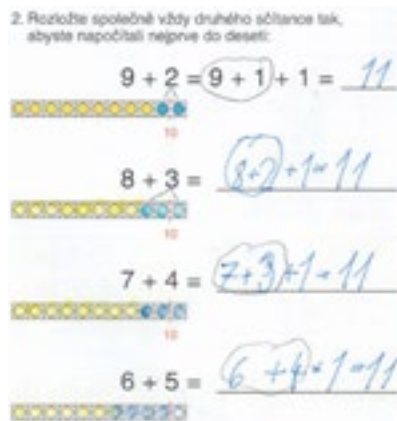 2. Rozložte společně vždy druhého sčítance tak,
abyste napočítali nejprve do deseti:
9 + 2 = 9 + 1 + 1 = 11
10
8 + 3 = 8+2 +1=11
10
7 + 4 = 7+3 +1=11
10
6 + 5 = 6 +4+1=11